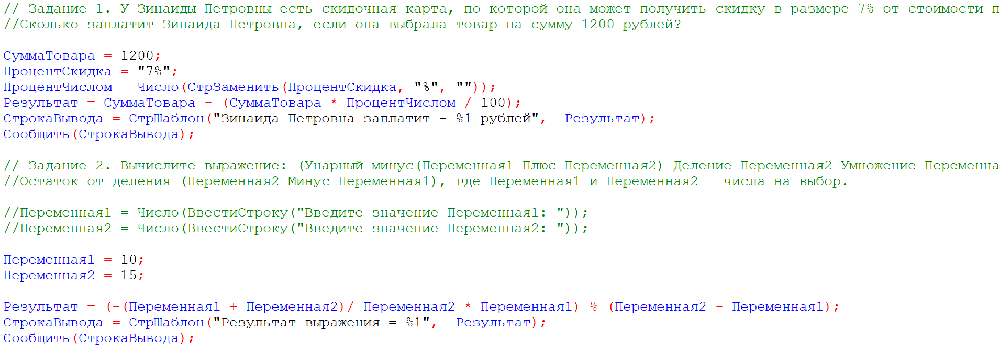 // Задание 1. У Зинаиды Петровны есть скидочная карта, по которой она может получить скидку в размере 7% от стоимости п
//Сколько заплатит Зинаида Петровна, если она выбрала товар на сумму 1200 рублей?
СуммаТовара = 1200;
ПроцентСкидка = "7%";
ПроцентЧислом = Число(СтрЗаменить(ПроцентСкидка, "%", ""));
Результат = СуммаТовара - (СуммаТовара * ПроцентЧислом / 100);
СтрокаВывода = СтрШаблон("Зинаида Петровна заплатит - %1 рублей",  Результат);
Сообщить(СтрокаВывода);
// Задание 2. Вычислите выражение: (Унарный минус(Переменная1 Плюс Переменная2) Деление Переменная2 Умножение Переменна
//Остаток от деления (Переменная2 Минус Переменная1), где Переменная1 и Переменная2 – числа на выбор.
//Переменная1 = Число(ВвестиСтроку("Введите значение Переменная1: "));
//Переменная2 = Число(ВвестиСтроку("Введите значение Переменная2: "));
Переменная1 = 10;
Переменная2 = 15;
Результат = (-(Переменная1 + Переменная2)/ Переменная2 * Переменная1) % (Переменная2 - Переменная1);
СтрокаВывода = СтрШаблон("Результат выражения = %1",  Результат);
Сообщить(СтрокаВывода);